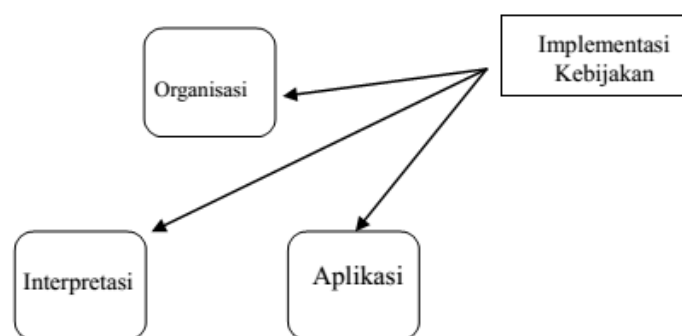 Implementasi
Kebijakan
Organisasi
Interpretasi
Aplikasi